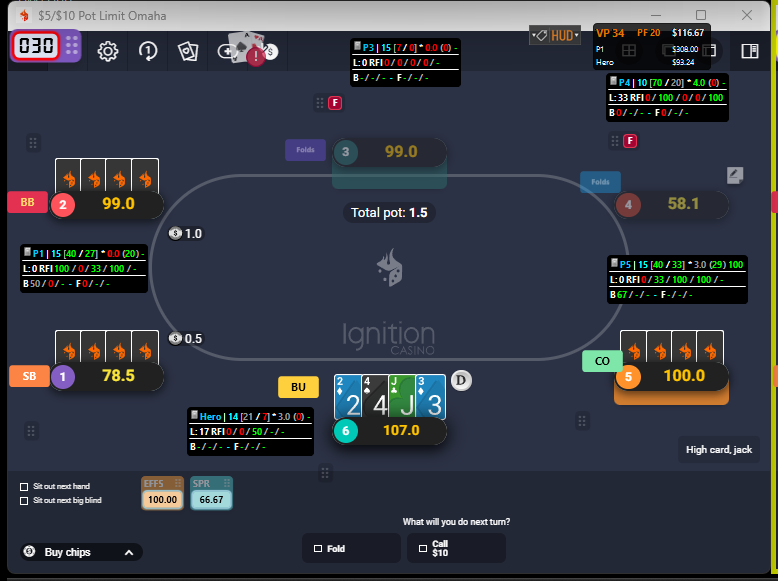 $5/$10 Pot Limit Omaha
030
HUD
VP 34 PF 20 $116.67
P1 $308.00
Hero $93.24
P3 | 15 [7 / 0] * 0.0 (0) -
L: 0 RFI 0 / 0 / 0 / 0 / -
B -/-/- - F -/-/-
P4 | 10 [70 / 20] * 4.0 (0) -
L: 33 RFI 0 / 100 / 0 / 0 / 100
B 0/-/- - F 0/-/-
F
F
Folds
3
99.0
Folds
4
58.1
BB
2
99.0
Total pot: 1.5
1.0
P1 | 15 [40 / 27] * 0.0 (20) -
L: 0 RFI 100 / 0 / 33 / 100 / -
B 50/0/- - F 0/-/-
P5 | 15 [40 / 33] * 3.0 (29) 100
L: 0 RFI 0 / 33 / 100 / 100 / -
B 67/-/- - F -/-/-
Ignition
CASINO
0.5
SB
1
78.5
CO
5
100.0
BU
2 4 J 3
2 4 J 3
D
6
107.0
Hero | 14 [21 / 7] * 3.0 (0) -
L: 17 RFI 0 / 0 / 50 / - / -
B -/-/- - F -/-/-
High card, jack
Sit out next hand
Sit out next big blind
EFFS
100.00
SPR
66.67
What will you do next turn?
Buy chips
Fold
Call
$10